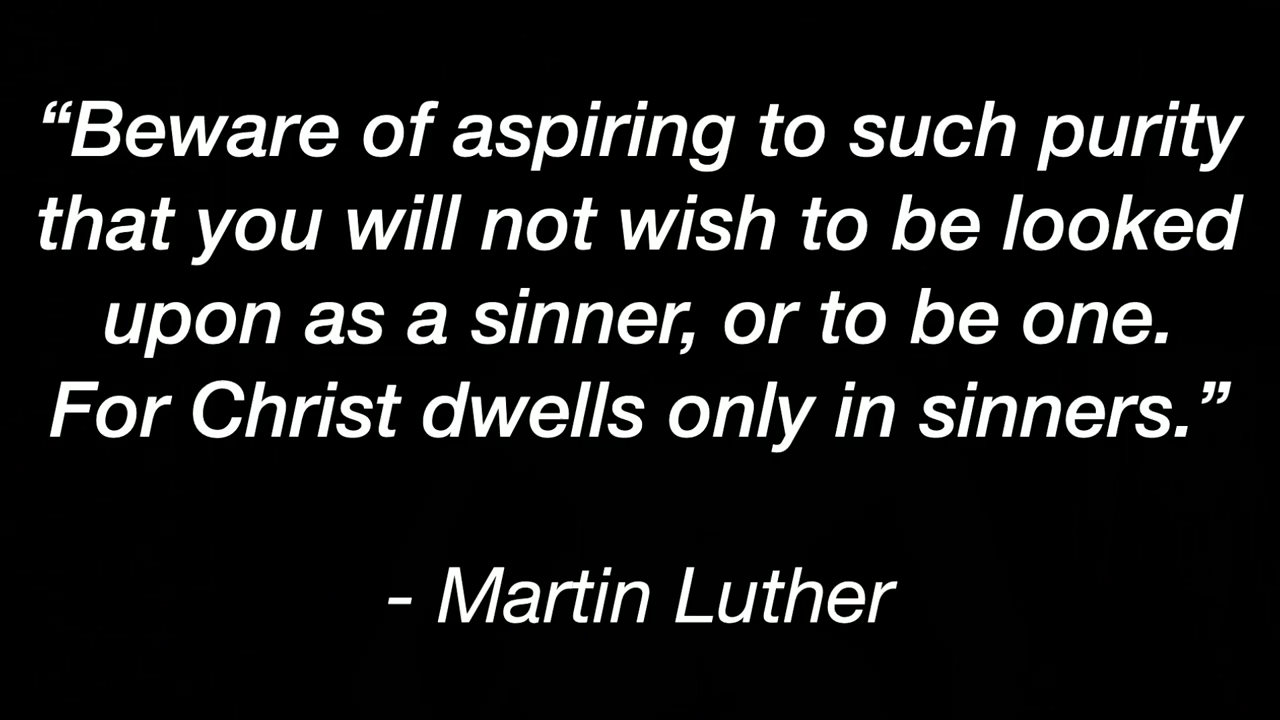 “Beware of aspiring to such purity
that you will not wish to be looked
upon as a sinner, or to be one.
For Christ dwells only in sinners.”
- Martin Luther